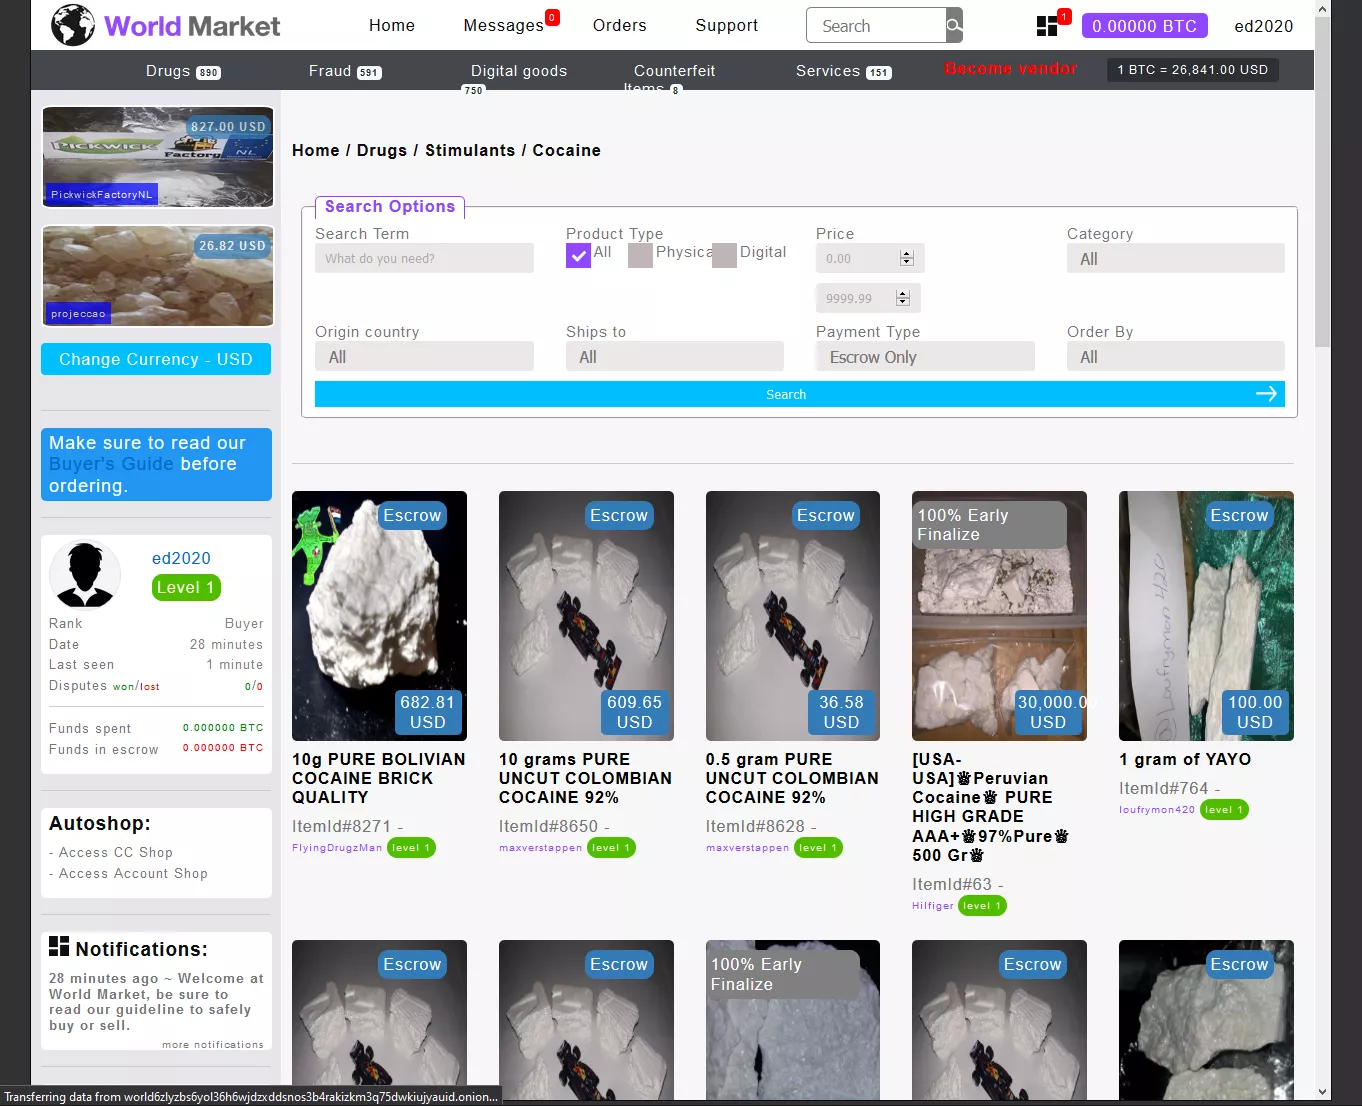 World Market
Home
Messages 0
Orders
Support
Search
1
0.00000 BTC
ed2020
Drugs 890
Fraud 591
Digital goods
750
Counterfeit
Items 8
Services 151
Become vendor
1 BTC = 26,841.00 USD
827.00 USD
PICKWICK
Factory
NL
PickwickFactoryNL
26.82 USD
projeccao
Change Currency - USD
Make sure to read our
Buyer's Guide before
ordering.
ed2020
Level 1
Rank Buyer
Date 28 minutes
Last seen 1 minute
Disputes won/lost 0/0
Funds spent 0.000000 BTC
Funds in escrow 0.000000 BTC
Autoshop:
- Access CC Shop
- Access Account Shop
Notifications:
28 minutes ago ~ Welcome at
World Market, be sure to
read our guideline to safely
buy or sell.
more notifications
Home / Drugs / Stimulants / Cocaine
Search Options
Search Term
What do you need?
Product Type
All
Physica
Digital
Price
0.00
9999.99
Category
All
Origin country
All
Ships to
All
Payment Type
Escrow Only
Order By
All
Search
Escrow
682.81
USD
10g PURE BOLIVIAN
COCAINE BRICK
QUALITY
ItemId#8271 -
FlyingDrugzMan level 1
Escrow
609.65
USD
10 grams PURE
UNCUT COLOMBIAN
COCAINE 92%
ItemId#8650 -
maxverstappen level 1
Escrow
36.58
USD
0.5 gram PURE
UNCUT COLOMBIAN
COCAINE 92%
ItemId#8628 -
maxverstappen level 1
100% Early
Finalize
30,000.00
USD
[USA-
USA]♛Peruvian
Cocaine♛ PURE
HIGH GRADE
AAA+♛97%Pure♛
500 Gr♛
ItemId#63 -
Hilfiger level 1
Escrow
@loufrymon420
100.00
USD
1 gram of YAYO
ItemId#764 -
loufrymon420 level 1
Escrow
Escrow
100% Early
Finalize
Escrow
Escrow